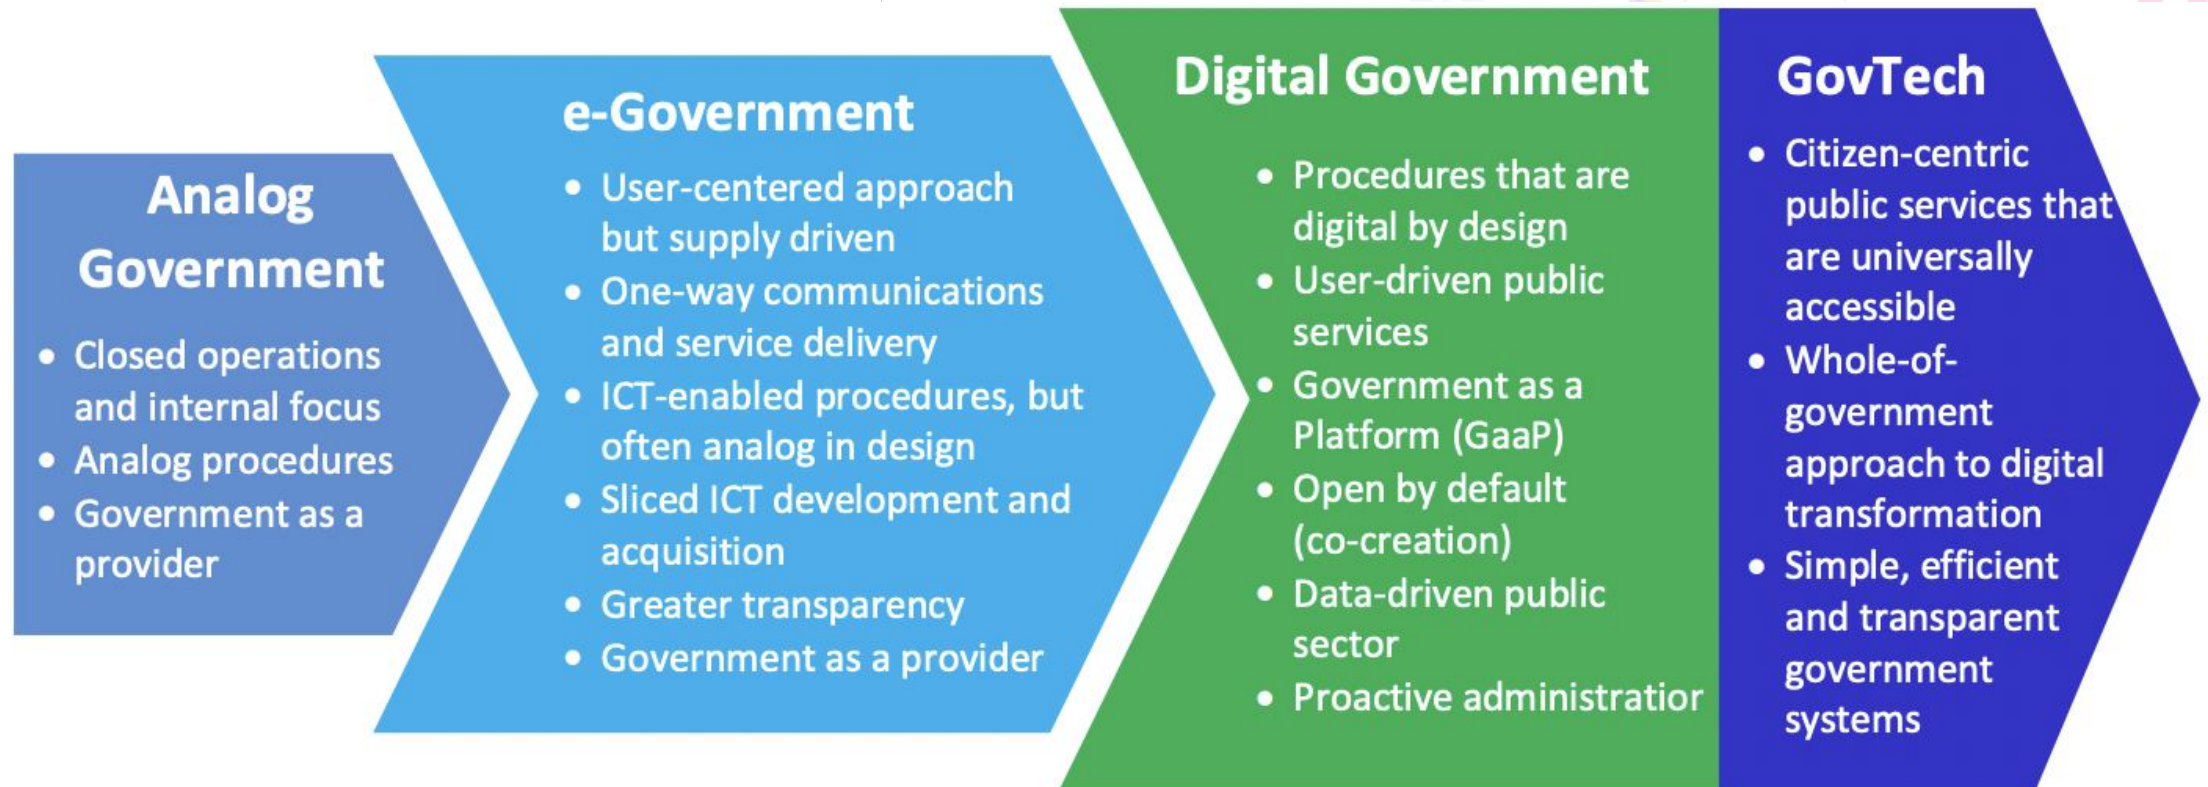 Analog
Government
• Closed operations
and internal focus
• Analog procedures
• Government as a
provider
e-Government
• User-centered approach
but supply driven
• One-way communications
and service delivery
• ICT-enabled procedures, but
often analog in design
• Sliced ICT development and
acquisition
• Greater transparency
• Government as a provider
Digital Government
• Procedures that are
digital by design
• User-driven public
services
• Government as a
Platform (GaaP)
• Open by default
(co-creation)
• Data-driven public
sector
• Proactive administration
GovTech
• Citizen-centric
public services that
are universally
accessible
• Whole-of-
government
approach to digital
transformation
• Simple, efficient
and transparent
government
systems